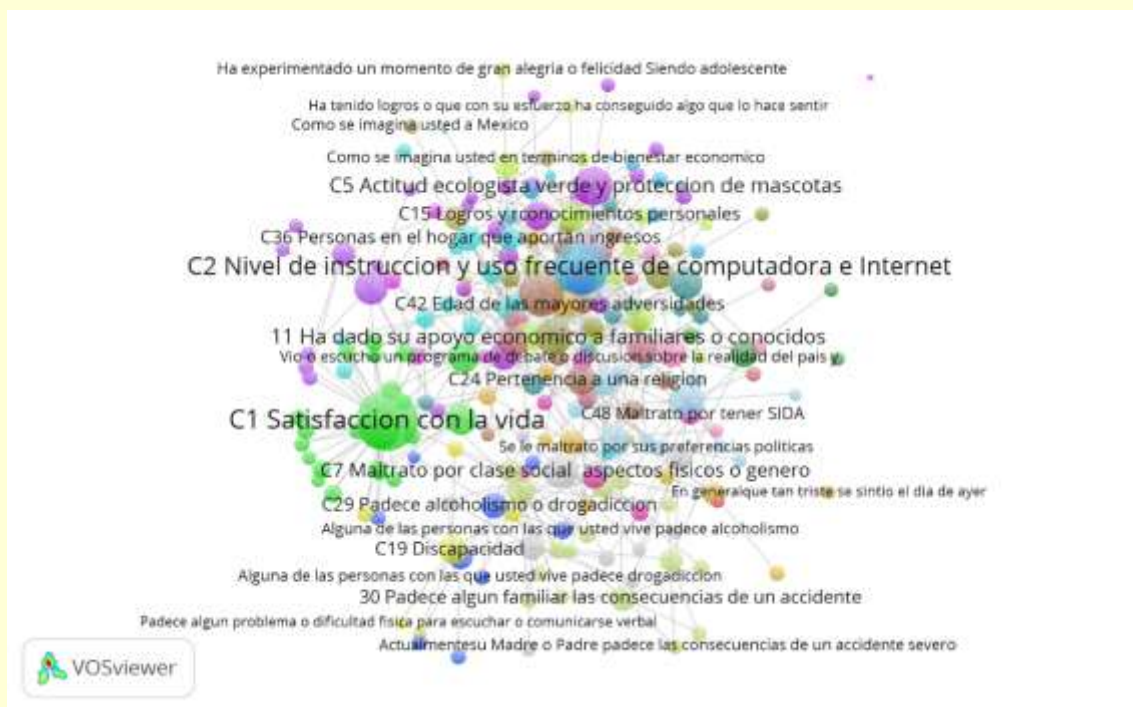 Ha experimentado un momento de gran alegria o felicidad Siendo adolescente
Ha tenido logros o que con su esfuerzo ha conseguido algo que lo hace sentir
Como se imagina usted a Mexico
Como se imagina usted en terminos de bienestar economico
C5 Actitud ecologista verde y proteccion de mascotas
C15 Logros y rconocimientos personales
C36 Personas en el hogar que aportan ingresos
C2 Nivel de instruccion y uso frecuente de computadora e Internet
C42 Edad de las mayores adversidades
11 Ha dado su apoyo economico a familiares o conocidos
Vio o escucho un programa de debate o discusion sobre la realidad del pais y
C24 Pertenencia a una religion
C48 Maltrato por tener SIDA
C1 Satisfaccion con la vida
Se le maltrato por sus preferencias politicas
C7 Maltrato por clase social aspectos fisicos o genero
En generalque tan triste se sintio el dia de ayer
C29 Padece alcoholismo o drogadiccion
Alguna de las personas con las que usted vive padece alcoholismo
C19 Discapacidad
Alguna de las personas con las que usted vive padece drogadiccion
30 Padece algun familiar las consecuencias de un accidente
Padece algun problema o dificultad fisica para escuchar o comunicarse verbal
Actualmentesu Madre o Padre padece las consecuencias de un accidente severo
VOSviewer